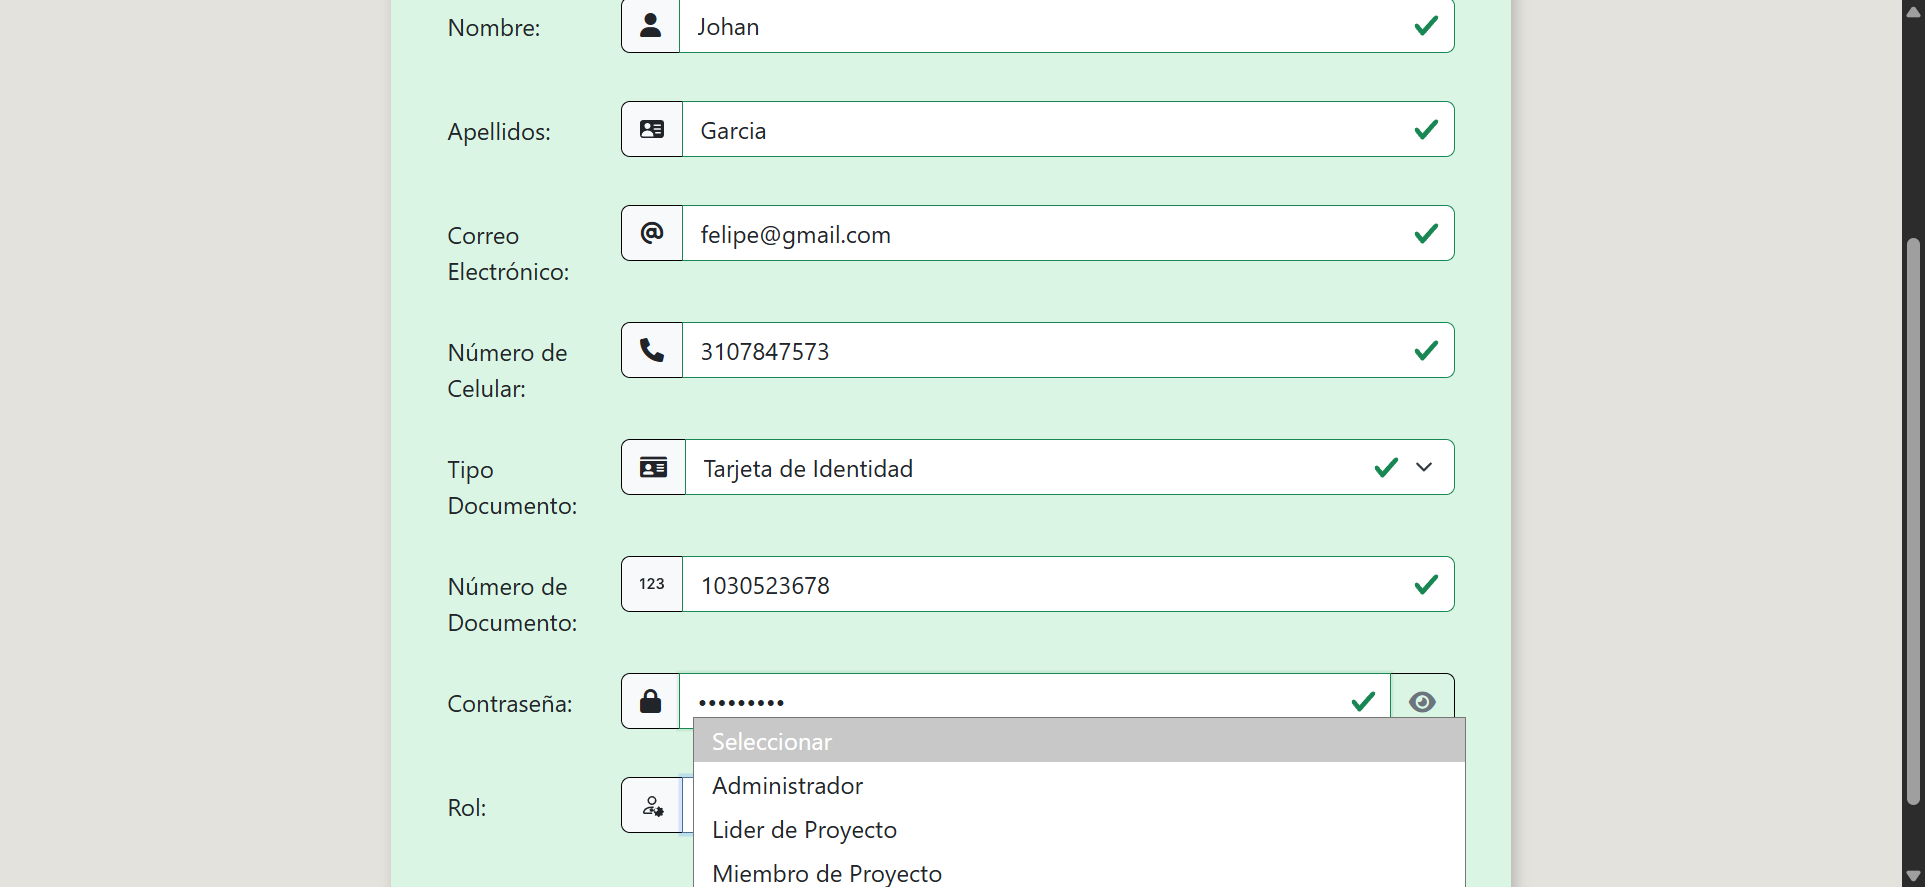 Nombre:
Johan
Apellidos:
Garcia
Correo
Electrónico:
felipe@gmail.com
Número de
Celular:
3107847573
Tipo
Documento:
Tarjeta de Identidad
Número de
Documento:
123
1030523678
Contraseña:
•••••••••
Rol:
Seleccionar
Administrador
Lider de Proyecto
Miembro de Proyecto